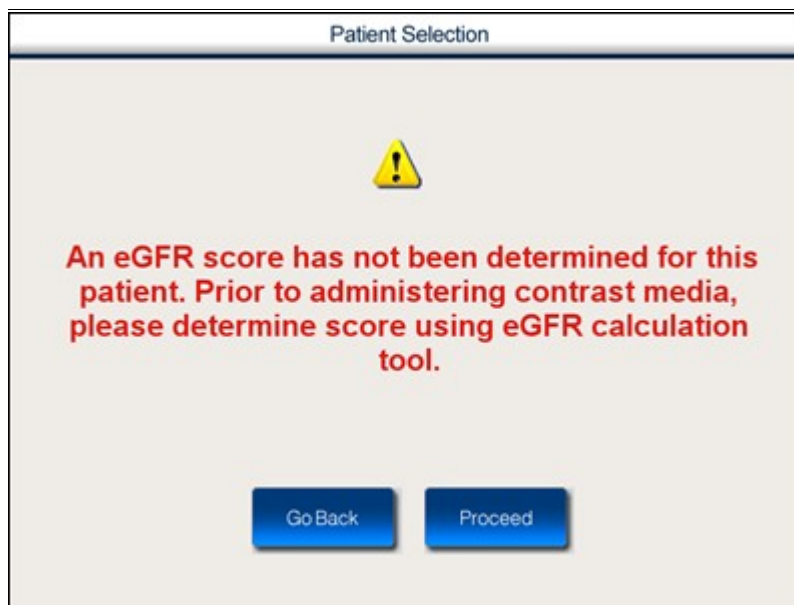 Patient Selection
An eGFR score has not been determined for this
patient. Prior to administering contrast media,
please determine score using eGFR calculation
tool.
Go Back
Proceed